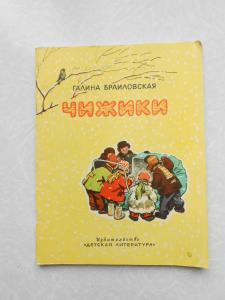 ГАЛИНА БРАИЛОВСКАЯ
ЧИЖИКИ
Издательство
«ДЕТСКАЯ ЛИТЕРАТУРА»